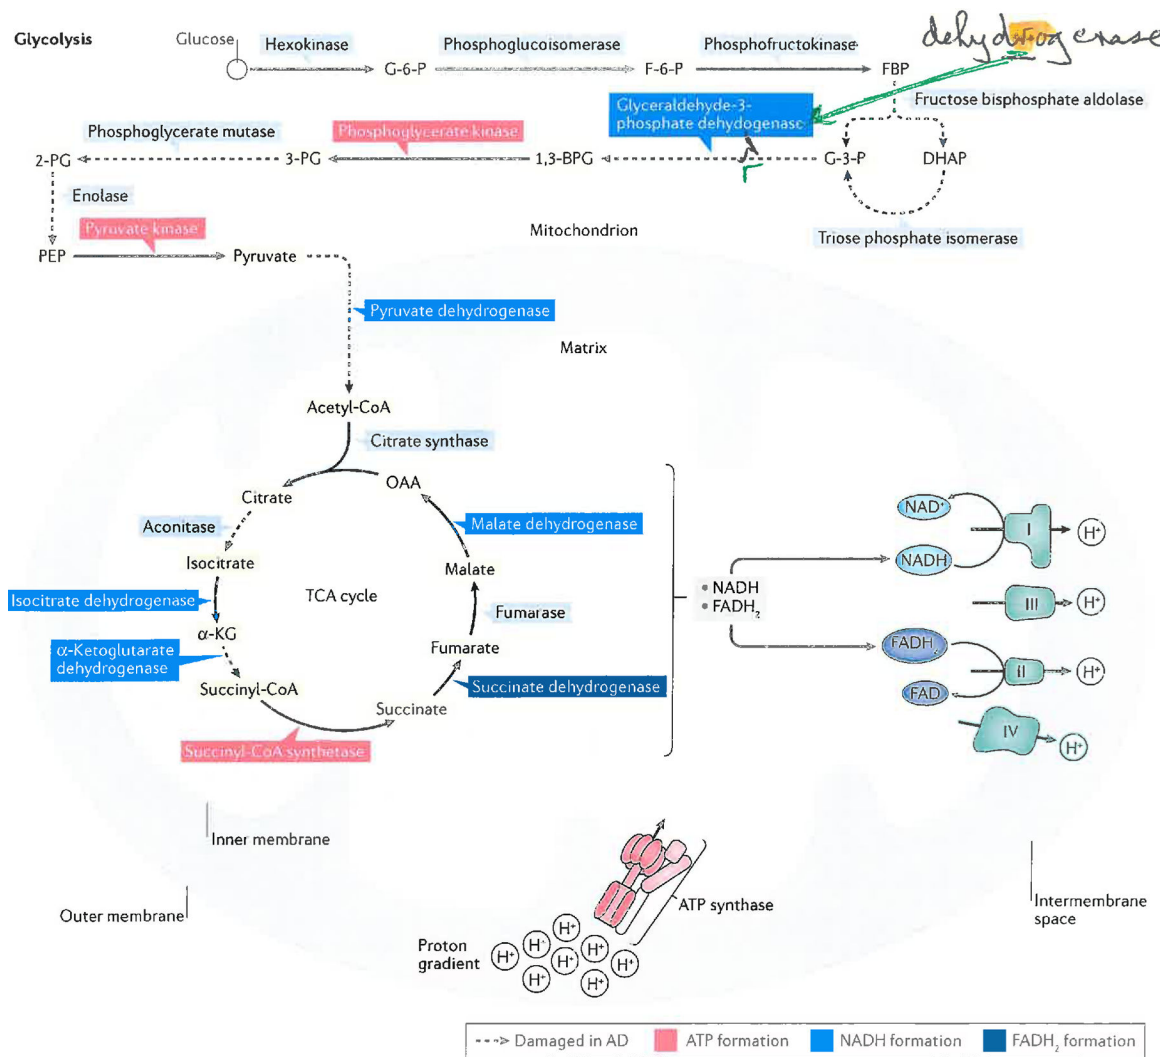 Glycolysis
Glucose
Hexokinase
Phosphoglucoisomerase
Phosphofructokinase
dehydrogenase
G-6-P
F-6-P
FBP
Fructose bisphosphate aldolase
Glyceraldehyde-3-
phosphate dehydogenase
r
Phosphoglycerate mutase
Phosphoglycerate kinase
2-PG
3-PG
1,3-BPG
G-3-P
DHAP
Enolase
Pyruvate kinase
Mitochondrion
Triose phosphate isomerase
PEP
Pyruvate
Pyruvate dehydrogenase
Matrix
Acetyl-CoA
Citrate synthase
OAA
Citrate
Malate dehydrogenase
Aconitase
Isocitrate
Malate
TCA cycle
Isocitrate dehydrogenase
Fumarase
α-KG
Fumarate
α-Ketoglutarate
dehydrogenase
Succinyl-CoA
Succinate dehydrogenase
Succinate
Succinyl-CoA synthetase
• NADH
• FADH₂
NAD⁺
I
H⁺
NADH
III
H⁺
FADH₂
II
H⁺
FAD
IV
H⁺
Inner membrane
Outer membrane
ATP synthase
Intermembrane
space
Proton
gradient
H⁺
H⁺
H⁺
H⁺
H⁺
H⁺
H⁺
H⁺
Damaged in AD
ATP formation
NADH formation
FADH₂ formation